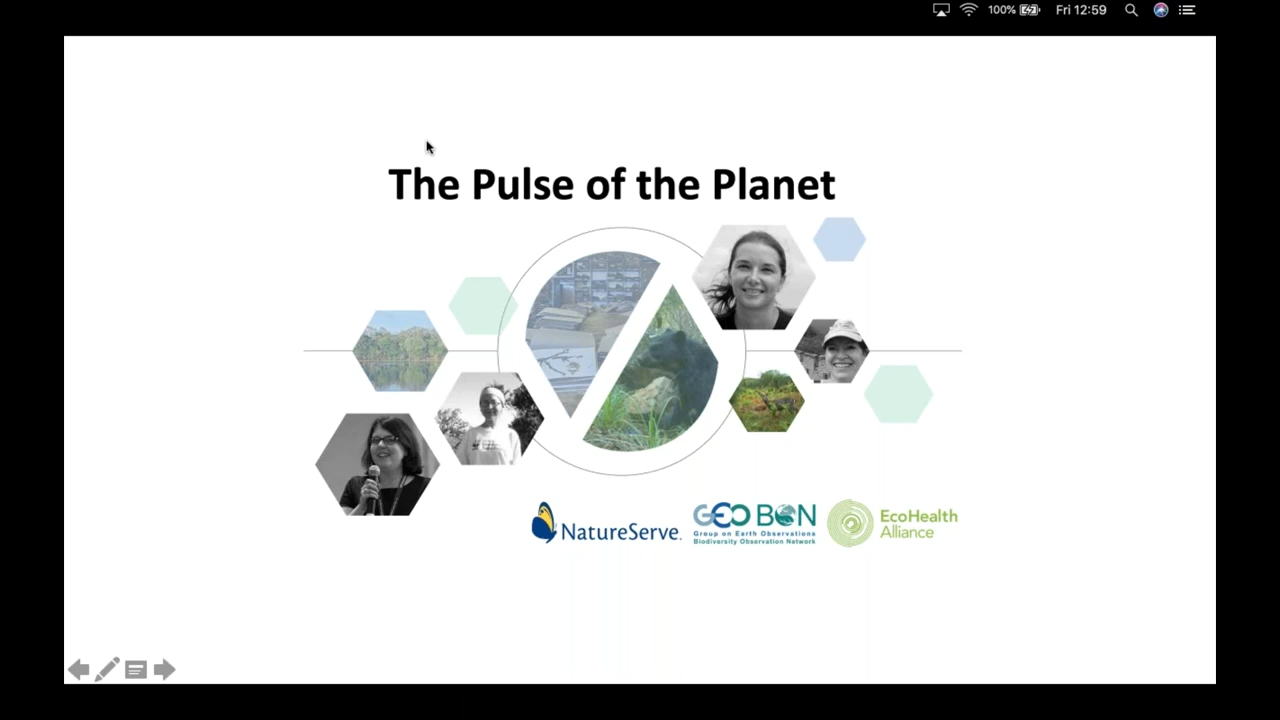 100%
Fri 12:59
The Pulse of the Planet
NatureServe.
GEO BON
Group on Earth Observations
Biodiversity Observation Network
EcoHealth
Alliance